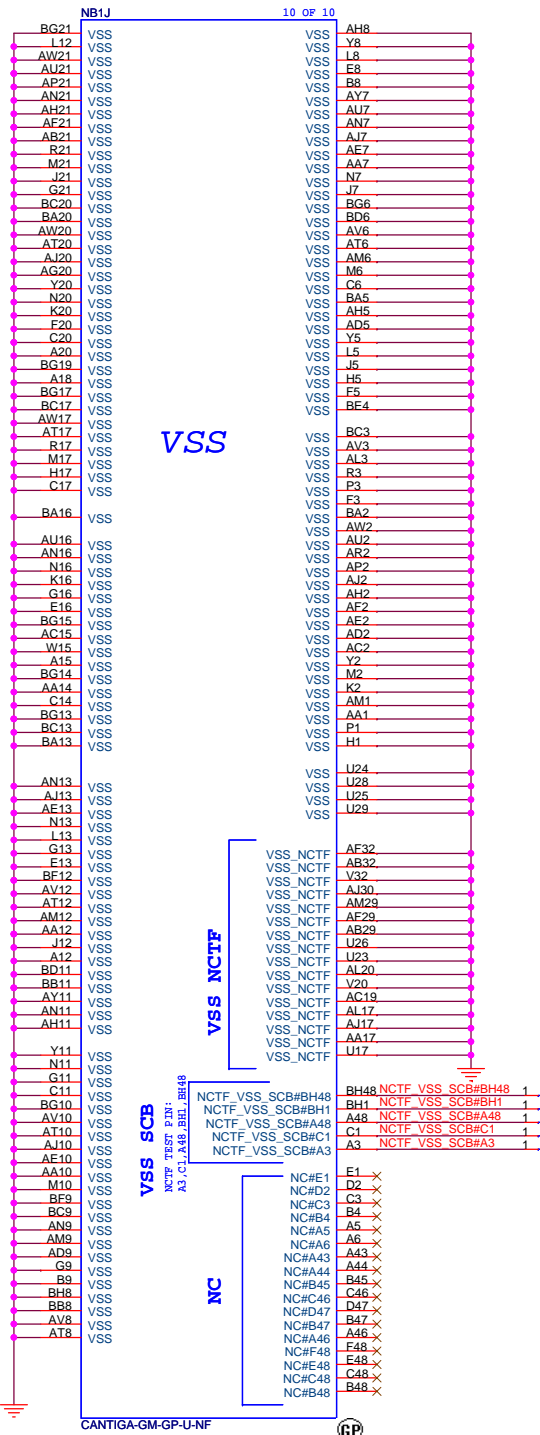 NB1J
10 OF 10
BG21 VSS
L12 VSS
AW21 VSS
AU21 VSS
AP21 VSS
AN21 VSS
AH21 VSS
AF21 VSS
AB21 VSS
R21 VSS
M21 VSS
J21 VSS
G21 VSS
BC20 VSS
BA20 VSS
AW20 VSS
AT20 VSS
AJ20 VSS
AG20 VSS
Y20 VSS
N20 VSS
K20 VSS
F20 VSS
C20 VSS
A20 VSS
BG19 VSS
A18 VSS
BG17 VSS
BC17 VSS
AW17 VSS
AT17 VSS
R17 VSS
M17 VSS
H17 VSS
C17 VSS
BA16 VSS
AU16 VSS
AN16 VSS
N16 VSS
K16 VSS
G16 VSS
E16 VSS
BG15 VSS
AC15 VSS
W15 VSS
A15 VSS
BG14 VSS
AA14 VSS
C14 VSS
BG13 VSS
BC13 VSS
BA13 VSS
AN13 VSS
AJ13 VSS
AE13 VSS
N13 VSS
L13 VSS
G13 VSS
E13 VSS
BF12 VSS
AV12 VSS
AT12 VSS
AM12 VSS
AA12 VSS
J12 VSS
A12 VSS
BD11 VSS
BB11 VSS
AY11 VSS
AN11 VSS
AH11 VSS
Y11 VSS
N11 VSS
G11 VSS
C11 VSS
BG10 VSS
AV10 VSS
AT10 VSS
AJ10 VSS
AE10 VSS
AA10 VSS
M10 VSS
BF9 VSS
BC9 VSS
AN9 VSS
AM9 VSS
AD9 VSS
G9 VSS
B9 VSS
BH8 VSS
BB8 VSS
AV8 VSS
AT8 VSS
VSS
VSS AH8
VSS Y8
VSS L8
VSS E8
VSS B8
VSS AY7
VSS AU7
VSS AN7
VSS AJ7
VSS AE7
VSS AA7
VSS N7
VSS J7
VSS BG6
VSS BD6
VSS AV6
VSS AT6
VSS AM6
VSS M6
VSS C6
VSS BA5
VSS AH5
VSS AD5
VSS Y5
VSS L5
VSS J5
VSS H5
VSS F5
VSS BE4
VSS BC3
VSS AV3
VSS AL3
VSS R3
VSS P3
VSS F3
VSS BA2
VSS AW2
VSS AU2
VSS AR2
VSS AP2
VSS AJ2
VSS AH2
VSS AF2
VSS AE2
VSS AD2
VSS AC2
VSS Y2
VSS M2
VSS K2
VSS AM1
VSS AA1
VSS P1
VSS H1
VSS U24
VSS U28
VSS U25
VSS U29
VSS NCTF
VSS_NCTF AF32
VSS_NCTF AB32
VSS_NCTF V32
VSS_NCTF AJ30
VSS_NCTF AM29
VSS_NCTF AF29
VSS_NCTF AB29
VSS_NCTF U26
VSS_NCTF U23
VSS_NCTF AL20
VSS_NCTF V20
VSS_NCTF AC19
VSS_NCTF AL17
VSS_NCTF AJ17
VSS_NCTF AA17
VSS_NCTF U17
VSS SCB
NCTF TEST PIN:
A3,C1,A48,BH1,BH48
NCTF_VSS_SCB#BH48 BH48 NCTF_VSS_SCB#BH48 1
NCTF_VSS_SCB#BH1 BH1 NCTF_VSS_SCB#BH1 1
NCTF_VSS_SCB#A48 A48 NCTF_VSS_SCB#A48 1
NCTF_VSS_SCB#C1 C1 NCTF_VSS_SCB#C1 1
NCTF_VSS_SCB#A3 A3 NCTF_VSS_SCB#A3 1
NC
NC#E1 E1
NC#D2 D2
NC#C3 C3
NC#B4 B4
NC#A5 A5
NC#A6 A6
NC#A43 A43
NC#A44 A44
NC#B45 B45
NC#C46 C46
NC#D47 D47
NC#B47 B47
NC#A46 A46
NC#F48 F48
NC#E48 E48
NC#C48 C48
NC#B48 B48
CANTIGA-GM-GP-U-NF
GP